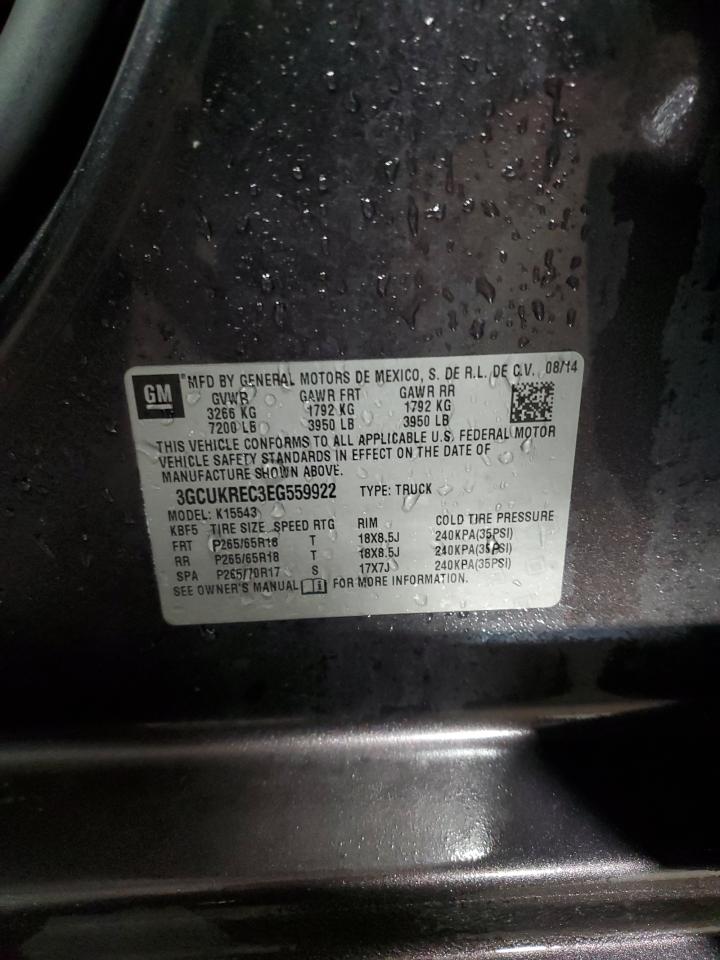 GM ® MFD BY GENERAL MOTORS DE MEXICO, S. DE R.L. DE C.V. 08/14
GVWR GAWR FRT GAWR RR
3266 KG 1792 KG 1792 KG
7200 LB 3950 LB 3950 LB
THIS VEHICLE CONFORMS TO ALL APPLICABLE U.S. FEDERAL MOTOR
VEHICLE SAFETY STANDARDS IN EFFECT ON THE DATE OF
MANUFACTURE SHOWN ABOVE.
3GCUKREC3EG559922 TYPE: TRUCK
MODEL: K15543
KBF5 TIRE SIZE SPEED RTG RIM COLD TIRE PRESSURE
FRT P265/65R18 T 18X8.5J 240KPA(35PSI)
RR P265/65R18 T 18X8.5J 240KPA(35PSI)
SPA P265/70R17 S 17X7J 240KPA(35PSI)
SEE OWNER'S MANUAL FOR MORE INFORMATION.